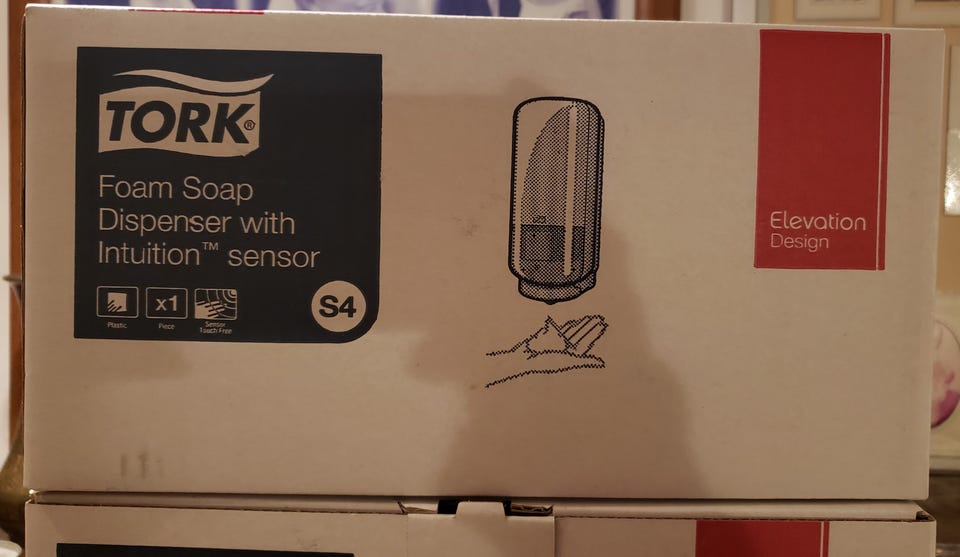 TORK®
Foam Soap
Dispenser with
Intuition™ sensor
Plastic
x1
Piece
Sensor
Touch Free
S4
Elevation
Design